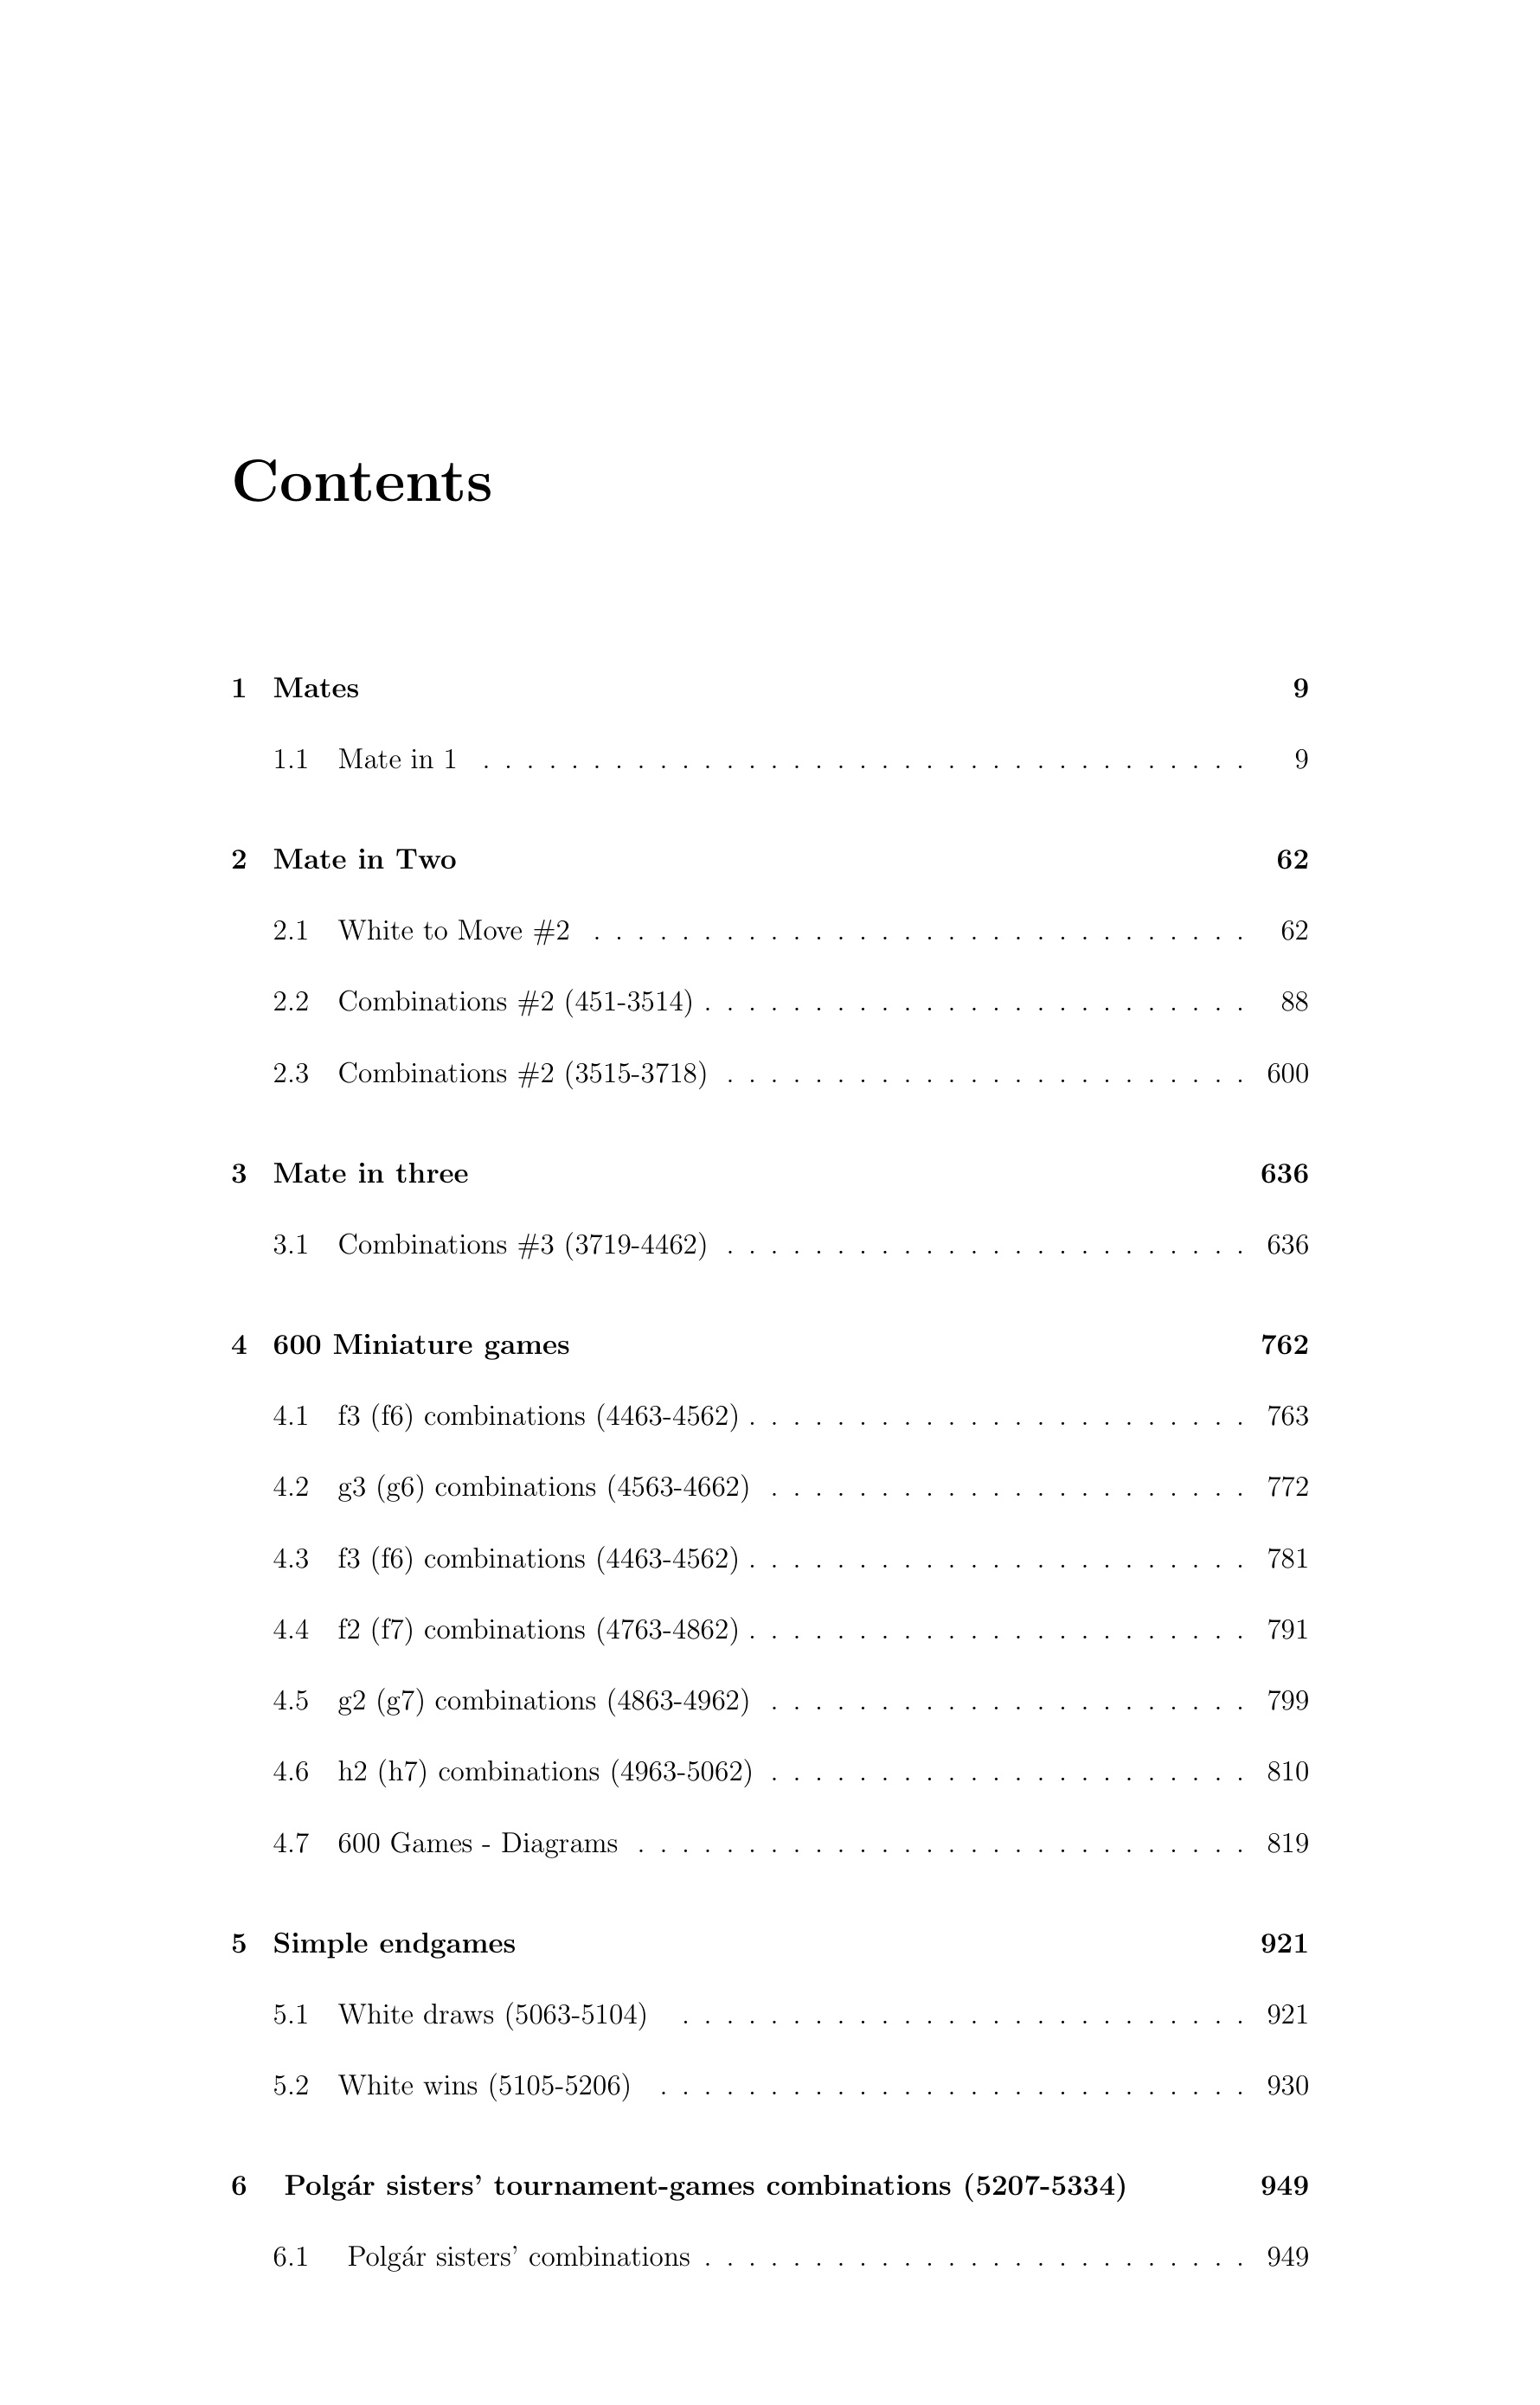 Contents
1 Mates 9
1.1 Mate in 1 . . . . . . . . . . . . . . . . . . . . . . . . . . . . . . . . . . . 9
2 Mate in Two 62
2.1 White to Move #2 . . . . . . . . . . . . . . . . . . . . . . . . . . . . . . 62
2.2 Combinations #2 (451-3514) . . . . . . . . . . . . . . . . . . . . . . . . . 88
2.3 Combinations #2 (3515-3718) . . . . . . . . . . . . . . . . . . . . . . . . 600
3 Mate in three 636
3.1 Combinations #3 (3719-4462) . . . . . . . . . . . . . . . . . . . . . . . . 636
4 600 Miniature games 762
4.1 f3 (f6) combinations (4463-4562) . . . . . . . . . . . . . . . . . . . . . . . 763
4.2 g3 (g6) combinations (4563-4662) . . . . . . . . . . . . . . . . . . . . . . 772
4.3 f3 (f6) combinations (4463-4562) . . . . . . . . . . . . . . . . . . . . . . . 781
4.4 f2 (f7) combinations (4763-4862) . . . . . . . . . . . . . . . . . . . . . . . 791
4.5 g2 (g7) combinations (4863-4962) . . . . . . . . . . . . . . . . . . . . . . 799
4.6 h2 (h7) combinations (4963-5062) . . . . . . . . . . . . . . . . . . . . . . 810
4.7 600 Games - Diagrams . . . . . . . . . . . . . . . . . . . . . . . . . . . . 819
5 Simple endgames 921
5.1 White draws (5063-5104) . . . . . . . . . . . . . . . . . . . . . . . . . . 921
5.2 White wins (5105-5206) . . . . . . . . . . . . . . . . . . . . . . . . . . . 930
6 Polgár sisters' tournament-games combinations (5207-5334) 949
6.1 Polgár sisters' combinations . . . . . . . . . . . . . . . . . . . . . . . . . 949